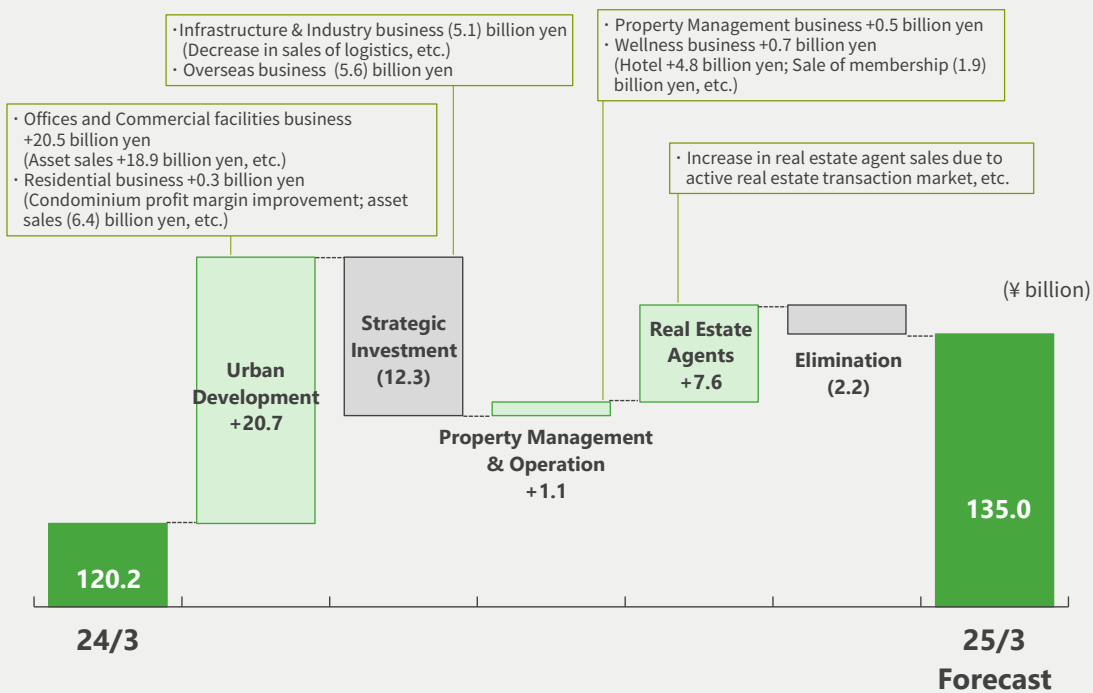 ·Infrastructure & Industry business (5.1) billion yen
(Decrease in sales of logistics, etc.)
· Overseas business (5.6) billion yen
· Property Management business +0.5 billion yen
· Wellness business +0.7 billion yen
(Hotel +4.8 billion yen; Sale of membership (1.9)
billion yen, etc.)
· Offices and Commercial facilities business
+20.5 billion yen
(Asset sales +18.9 billion yen, etc.)
· Residential business +0.3 billion yen
(Condominium profit margin improvement; asset
sales (6.4) billion yen, etc.)
· Increase in real estate agent sales due to
active real estate transaction market, etc.
(¥ billion)
120.2
Urban
Development
+20.7
Strategic
Investment
(12.3)
Property Management
& Operation
+1.1
Real Estate
Agents
+7.6
Elimination
(2.2)
135.0
24/3
25/3
Forecast